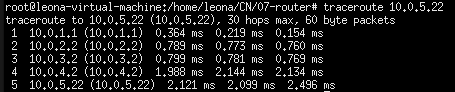 root@leona-virtual-machine:/home/leona/CN/07-router# traceroute 10.0.5.22
traceroute to 10.0.5.22 (10.0.5.22), 30 hops max, 60 byte packets
 1  10.0.1.1 (10.0.1.1)  0.364 ms  0.219 ms  0.154 ms
 2  10.0.2.2 (10.0.2.2)  0.789 ms  0.773 ms  0.760 ms
 3  10.0.3.2 (10.0.3.2)  0.799 ms  0.781 ms  0.769 ms
 4  10.0.4.2 (10.0.4.2)  1.988 ms  2.144 ms  2.134 ms
 5  10.0.5.22 (10.0.5.22)  2.121 ms  2.099 ms  2.496 ms